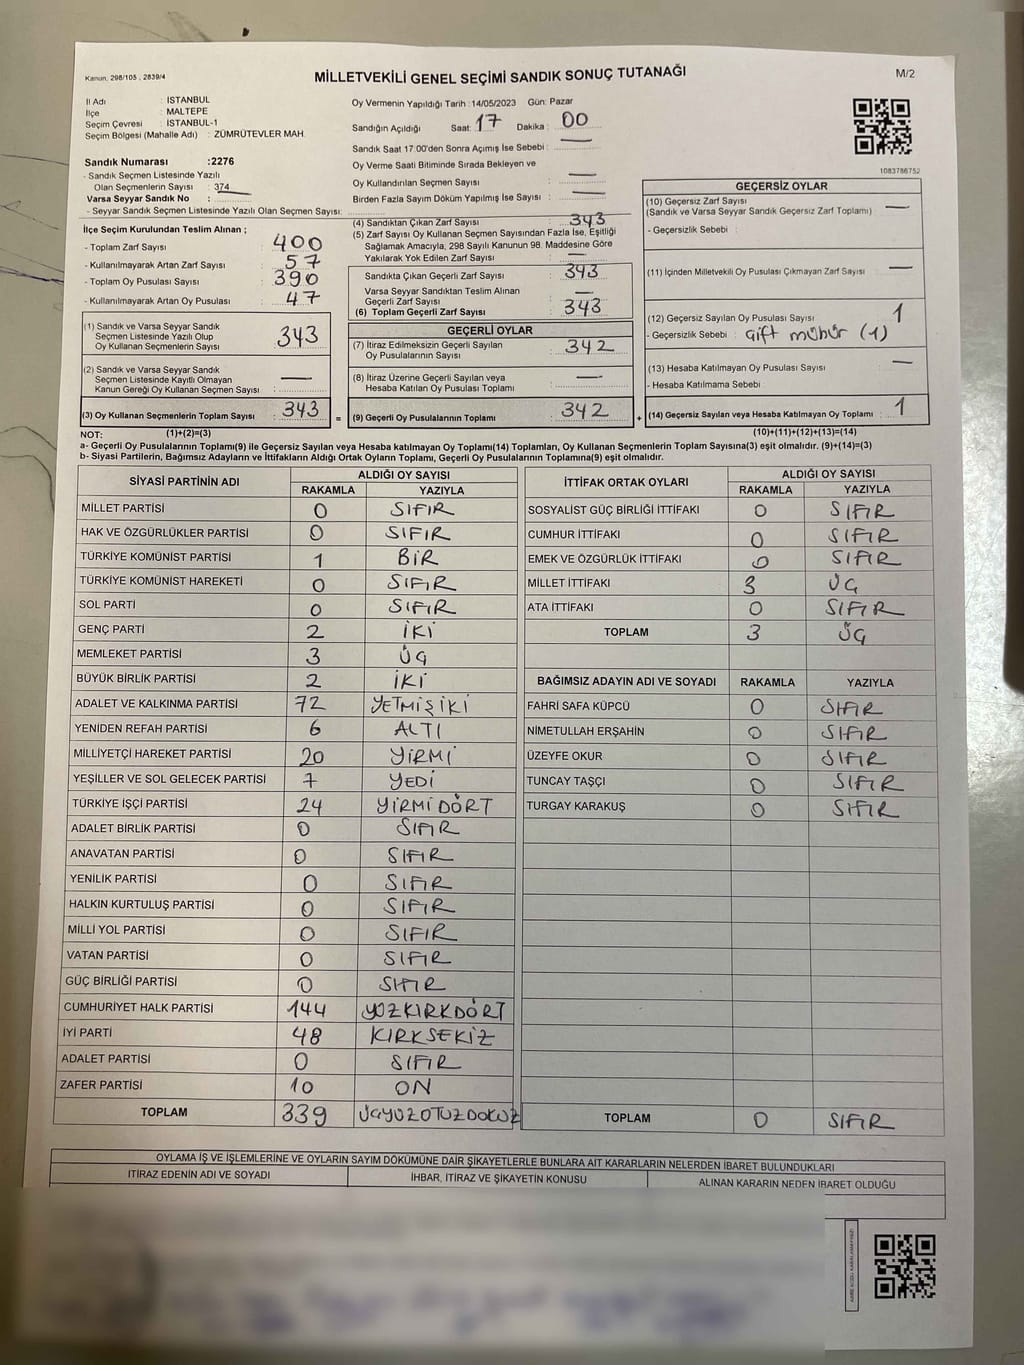 Kanun, 298/105 , 2839/4
MİLLETVEKİLİ GENEL SEÇİMİ SANDIK SONUÇ TUTANAĞI
M/2
İl Adı : ISTANBUL
İlçe : MALTEPE
Seçim Çevresi : İSTANBUL-1
Seçim Bölgesi (Mahalle Adı) : ZÜMRÜTEVLER MAH.
Oy Vermenin Yapıldığı Tarih :14/05/2023 Gün: Pazar
Sandığın Açıldığı Saat: 17 Dakika : 00
Sandık Saat 17:00'den Sonra Açımış İse Sebebi : —
Oy Verme Saati Bitiminde Sırada Bekleyen ve
Oy Kullandırılan Seçmen Sayısı : —
Birden Fazla Sayım Döküm Yapılmış İse Sayısı : —
1083786752
Sandık Numarası :2276
- Sandık Seçmen Listesinde Yazılı
Olan Seçmenlerin Sayısı : 374
Varsa Seyyar Sandık No :
- Seyyar Sandık Seçmen Listesinde Yazılı Olan Seçmen Sayısı:
İlçe Seçim Kurulundan Teslim Alınan ;
- Toplam Zarf Sayısı : 400
- Kullanılmayarak Artan Zarf Sayısı : 57
- Toplam Oy Pusulası Sayısı : 390
- Kullanılmayarak Artan Oy Pusulası : 47
(1) Sandık ve Varsa Seyyar Sandık
Seçmen Listesinde Yazılı Olup
Oy Kullanan Seçmenlerin Sayısı : 343
(2) Sandık ve Varsa Seyyar Sandık
Seçmen Listesinde Kayıtlı Olmayan
Kanun Gereği Oy Kullanan Seçmen Sayısı : —
(3) Oy Kullanan Seçmenlerin Toplam Sayısı : 343
(1)+(2)=(3)
(4) Sandıktan Çıkan Zarf Sayısı : 343
(5) Zarf Sayısı Oy Kullanan Seçmen Sayısından Fazla İse, Eşitliği
Sağlamak Amacıyla, 298 Sayılı Kanunun 98. Maddesine Göre
Yakılarak Yok Edilen Zarf Sayısı : —
Sandıkta Çıkan Geçerli Zarf Sayısı : 343
Varsa Seyyar Sandıktan Teslim Alınan
Geçerli Zarf Sayısı : —
(6) Toplam Geçerli Zarf Sayısı : 343
GEÇERLİ OYLAR
(7) İtiraz Edilmeksizin Geçerli Sayılan
Oy Pusulalarının Sayısı : 342
(8) İtiraz Üzerine Geçerli Sayılan veya
Hesaba Katılan Oy Pusulası Toplamı : —
= (9) Geçerli Oy Pusulalarının Toplamı : 342
GEÇERSİZ OYLAR
(10) Geçersiz Zarf Sayısı
(Sandık ve Varsa Seyyar Sandık Geçersiz Zarf Toplamı) : —
- Geçersizlik Sebebi :
(11) İçinden Milletvekili Oy Pusulası Çıkmayan Zarf Sayısı : —
(12) Geçersiz Sayılan Oy Pusulası Sayısı : 1
- Geçersizlik Sebebi : Çift mühür (1)
(13) Hesaba Katılmayan Oy Pusulası Sayısı : —
- Hesaba Katılmama Sebebi :
+ (14) Geçersiz Sayılan veya Hesaba Katılmayan Oy Toplamı : 1
(10)+(11)+(12)+(13)=(14)
NOT:
a- Geçerli Oy Pusulalarının Toplamı(9) ile Geçersiz Sayılan veya Hesaba katılmayan Oy Toplamı(14) Toplamları, Oy Kullanan Seçmenlerin Toplam Sayısına(3) eşit olmalıdır. (9)+(14)=(3)
b- Siyasi Partilerin, Bağımsız Adayların ve İttifakların Aldığı Ortak Oyların Toplamı, Geçerli Oy Pusulalarının Toplamına(9) eşit olmalıdır.
SİYASİ PARTİNİN ADI ALDIĞI OY SAYISI
RAKAMLA YAZIYLA
MİLLET PARTİSİ 0 SIFIR
HAK VE ÖZGÜRLÜKLER PARTİSİ 0 SIFIR
TÜRKİYE KOMÜNİST PARTİSİ 1 BİR
TÜRKİYE KOMÜNİST HAREKETİ 0 SIFIR
SOL PARTİ 0 SIFIR
GENÇ PARTİ 2 İKİ
MEMLEKET PARTİSİ 3 ÜÇ
BÜYÜK BİRLİK PARTİSİ 2 İKİ
ADALET VE KALKINMA PARTİSİ 72 YETMİŞİKİ
YENİDEN REFAH PARTİSİ 6 ALTI
MİLLİYETÇİ HAREKET PARTİSİ 20 YİRMİ
YEŞİLLER VE SOL GELECEK PARTİSİ 7 YEDİ
TÜRKİYE İŞÇİ PARTİSİ 24 YİRMİ DÖRT
ADALET BİRLİK PARTİSİ 0 SIFIR
ANAVATAN PARTİSİ 0 SIFIR
YENİLİK PARTİSİ 0 SIFIR
HALKIN KURTULUŞ PARTİSİ 0 SIFIR
MİLLİ YOL PARTİSİ 0 SIFIR
VATAN PARTİSİ 0 SIFIR
GÜÇ BİRLİĞİ PARTİSİ 0 SIFIR
CUMHURİYET HALK PARTİSİ 144 YÜZKIRKDÖRT
İYİ PARTİ 48 KIRKSEKİZ
ADALET PARTİSİ 0 SIFIR
ZAFER PARTİSİ 10 ON
TOPLAM 339 ÜÇYÜZOTUZDOKUZ
İTTİFAK ORTAK OYLARI ALDIĞI OY SAYISI
RAKAMLA YAZIYLA
SOSYALİST GÜÇ BİRLİĞİ İTTİFAKI 0 SIFIR
CUMHUR İTTİFAKI 0 SIFIR
EMEK VE ÖZGÜRLÜK İTTİFAKI 0 SIFIR
MİLLET İTTİFAKI 3 ÜÇ
ATA İTTİFAKI 0 SIFIR
TOPLAM 3 ÜÇ
BAĞIMSIZ ADAYIN ADI VE SOYADI RAKAMLA YAZIYLA
FAHRİ SAFA KÜPCÜ 0 SIFIR
NİMETULLAH ERŞAHİN 0 SIFIR
ÜZEYFE OKUR 0 SIFIR
TUNCAY TAŞÇI 0 SIFIR
TURGAY KARAKUŞ 0 SIFIR
TOPLAM 0 SIFIR
OYLAMA İŞ VE İŞLEMLERİNE VE OYLARIN SAYIM DÖKÜMÜNE DAİR ŞİKAYETLERLE BUNLARA AİT KARARLARIN NELERDEN İBARET BULUNDUKLARI
İTİRAZ EDENİN ADI VE SOYADI İHBAR, İTİRAZ VE ŞİKAYETİN KONUSU ALINAN KARARIN NEDEN İBARET OLDUĞU